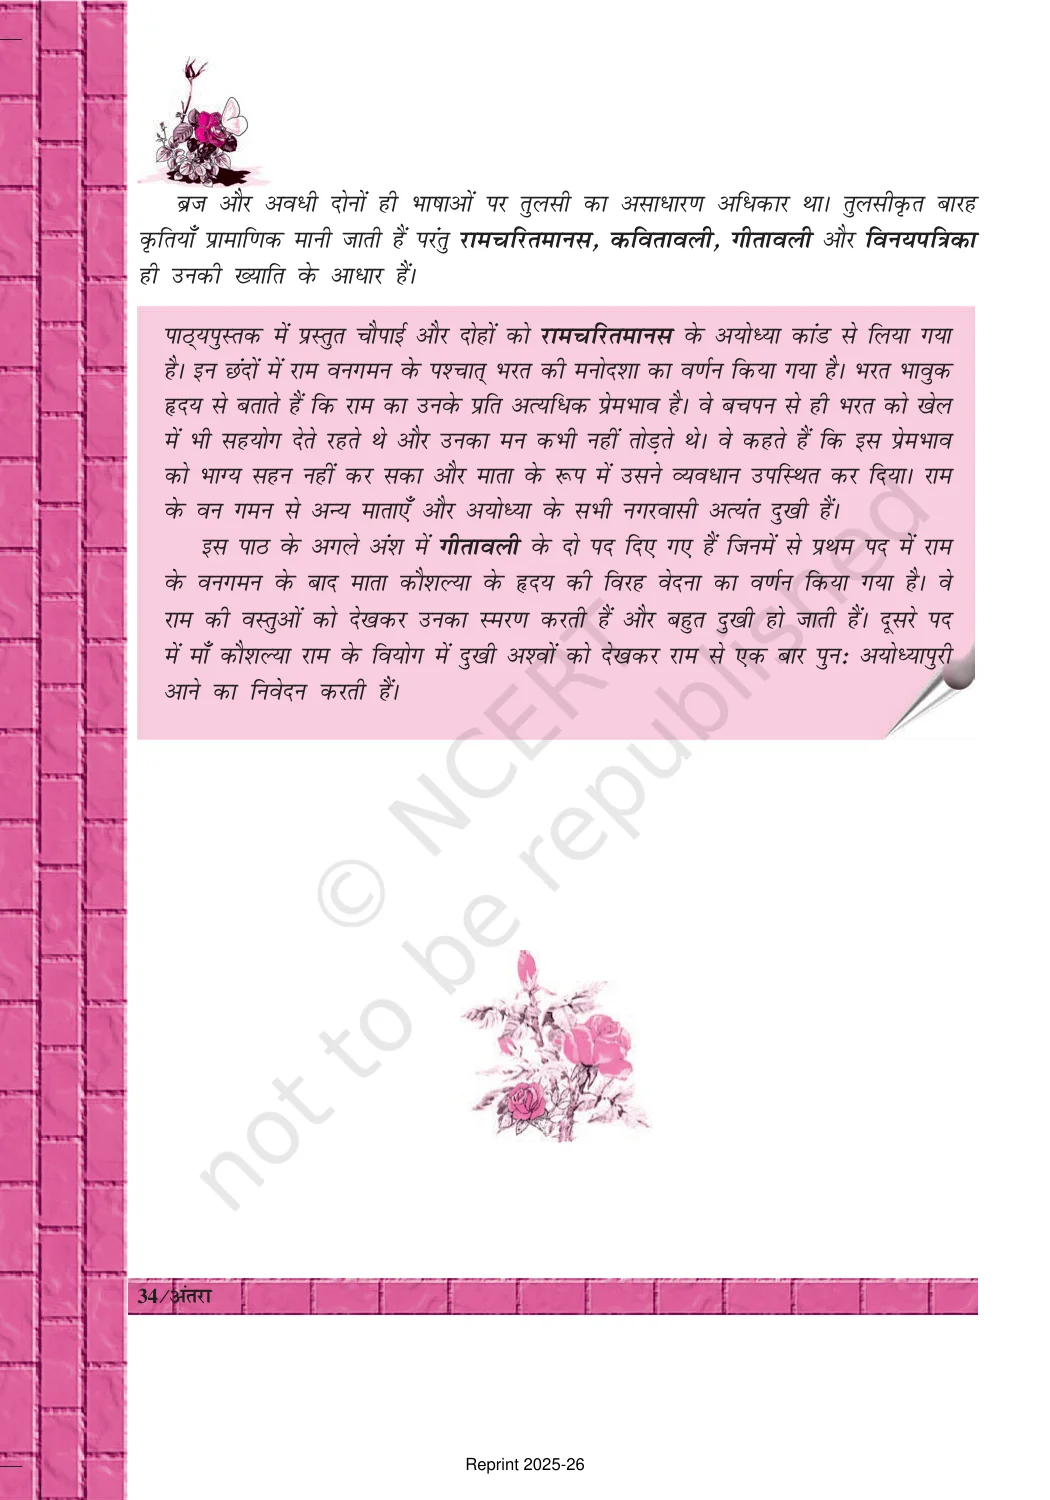 ब्रज और अवधी दोनों ही भाषाओं पर तुलसी का असाधारण अधिकार था। तुलसीकृत बारह
कृतियाँ प्रामाणिक मानी जाती हैं परंतु रामचरितमानस, कवितावली, गीतावली और विनयपत्रिका
ही उनकी ख्याति के आधार हैं।
पाठ्यपुस्तक में प्रस्तुत चौपाई और दोहों को रामचरितमानस के अयोध्या कांड से लिया गया
है। इन छंदों में राम वनगमन के पश्चात् भरत की मनोदशा का वर्णन किया गया है। भरत भावुक
हृदय से बताते हैं कि राम का उनके प्रति अत्यधिक प्रेमभाव है। वे बचपन से ही भरत को खेल
में भी सहयोग देते रहते थे और उनका मन कभी नहीं तोड़ते थे। वे कहते हैं कि इस प्रेमभाव
को भाग्य सहन नहीं कर सका और माता के रूप में उसने व्यवधान उपस्थित कर दिया। राम
के वन गमन से अन्य माताएँ और अयोध्या के सभी नगरवासी अत्यंत दुखी हैं।
इस पाठ के अगले अंश में गीतावली के दो पद दिए गए हैं जिनमें से प्रथम पद में राम
के वनगमन के बाद माता कौशल्या के हृदय की विरह वेदना का वर्णन किया गया है। वे
राम की वस्तुओं को देखकर उनका स्मरण करती हैं और बहुत दुखी हो जाती हैं। दूसरे पद
में माँ कौशल्या राम के वियोग में दुखी अश्वों को देखकर राम से एक बार पुन: अयोध्यापुरी
आने का निवेदन करती हैं।
© NCERT
not to be republished
34/अंतरा
Reprint 2025-26